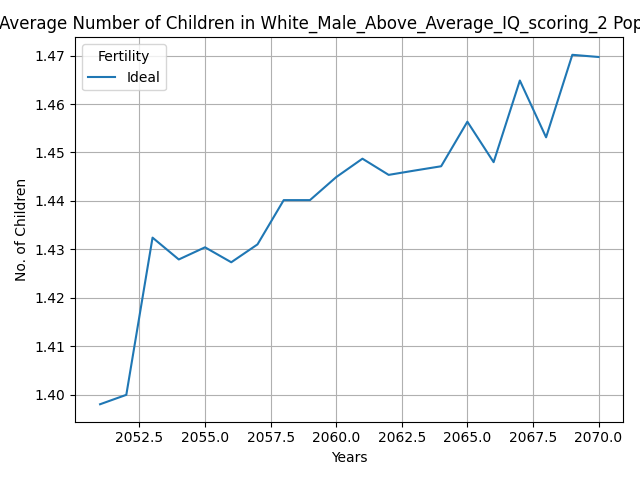 Average Number of Children in White_Male_Above_Average_IQ_scoring_2 Pop
Fertility
Ideal
No. of Children
1.47
1.46
1.45
1.44
1.43
1.42
1.41
1.40
2052.5 2055.0 2057.5 2060.0 2062.5 2065.0 2067.5 2070.0
Years